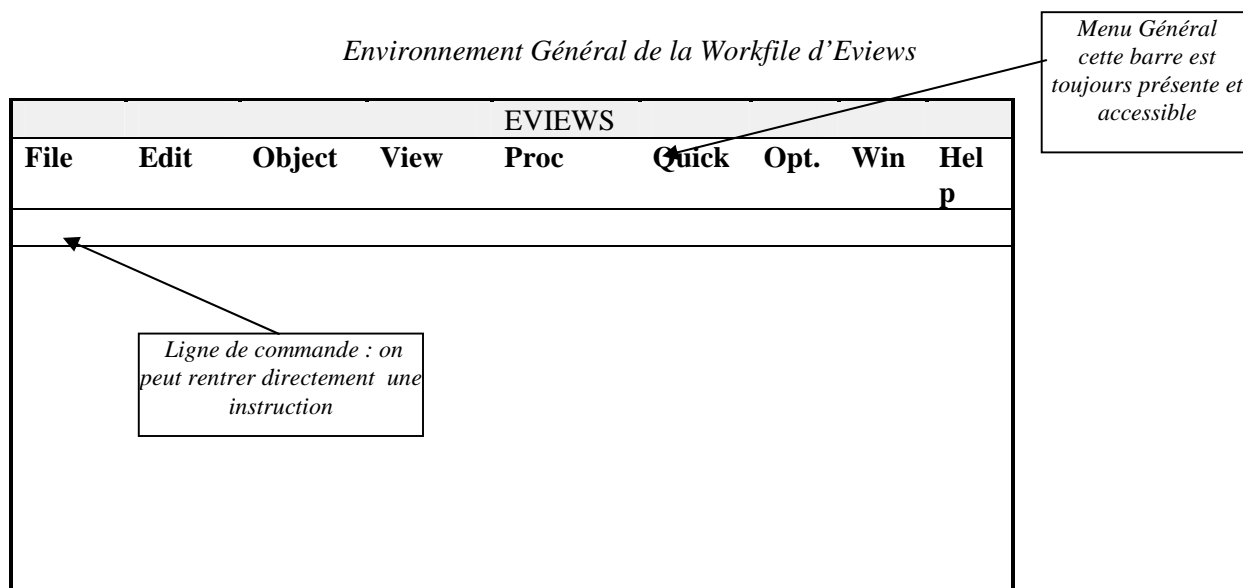 Environnement Général de la Workfile d’Eviews
Menu Général
cette barre est
toujours présente et
accessible
EVIEWS
File Edit Object View Proc Quick Opt. Win Hel
p
Ligne de commande : on
peut rentrer directement une
instruction